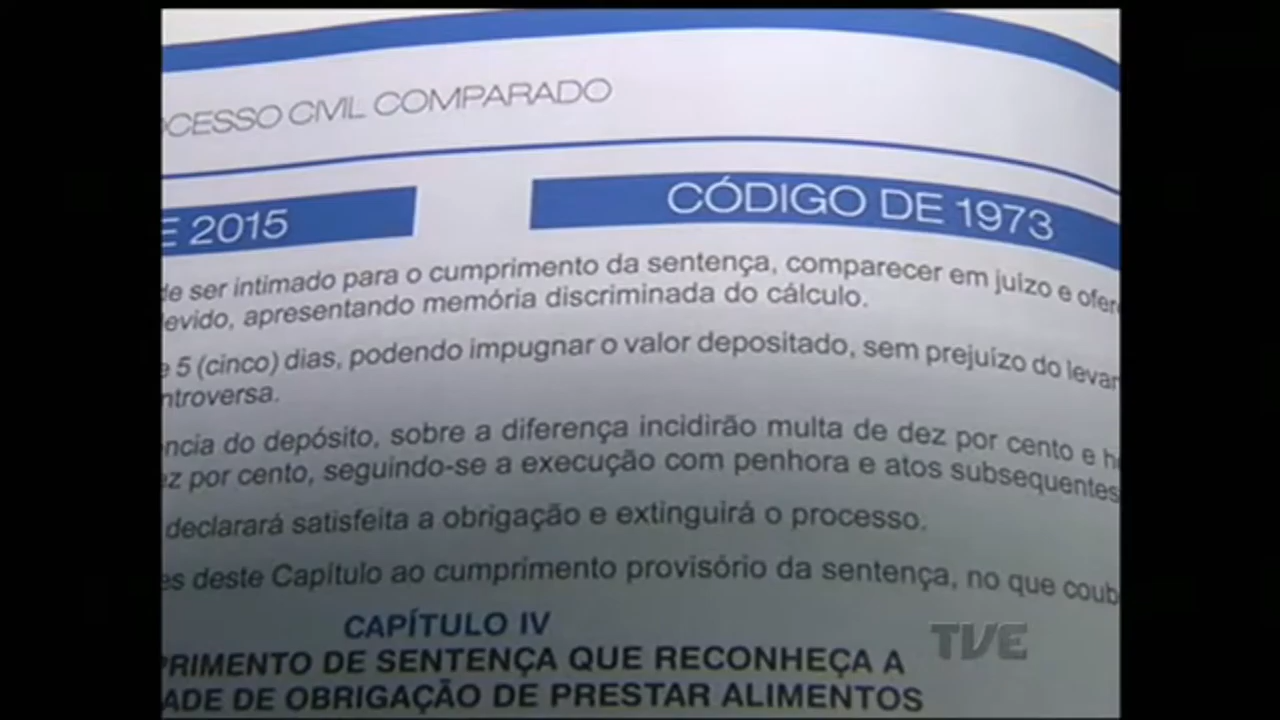 CESSO CIVIL COMPARADO
E 2015
CÓDIGO DE 1973
de ser intimado para o cumprimento da sentença, comparecer em juízo e ofer
evido, apresentando memória discriminada do cálculo.
e 5 (cinco) dias, podendo impugnar o valor depositado, sem prejuízo do levan
ntroversa.
ncia do depósito, sobre a diferença incidirão multa de dez por cento e h
ez por cento, seguindo-se a execução com penhora e atos subsequentes
declarará satisfeita a obrigação e extinguirá o processo.
es deste Capítulo ao cumprimento provisório da sentença, no que coub
CAPÍTULO IV
PRIMENTO DE SENTENÇA QUE RECONHEÇA A
ADE DE OBRIGAÇÃO DE PRESTAR ALIMENTOS
TVE